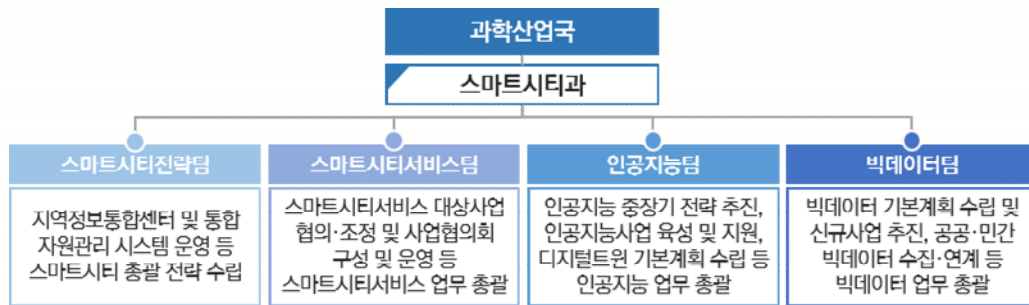 과학산업국
스마트시티과
스마트시티전략팀
지역정보통합센터 및 통합
자원관리 시스템 운영 등
스마트시티 총괄 전략 수립
스마트시티서비스팀
스마트시티서비스 대상사업
협의·조정 및 사업협의회
구성 및 운영 등
스마트시티서비스 업무 총괄
인공지능팀
인공지능 중장기 전략 추진,
인공지능사업 육성 및 지원,
디지털트윈 기본계획 수립 등
인공지능 업무 총괄
빅데이터팀
빅데이터 기본계획 수립 및
신규사업 추진, 공공·민간
빅데이터 수집·연계 등
빅데이터 업무 총괄